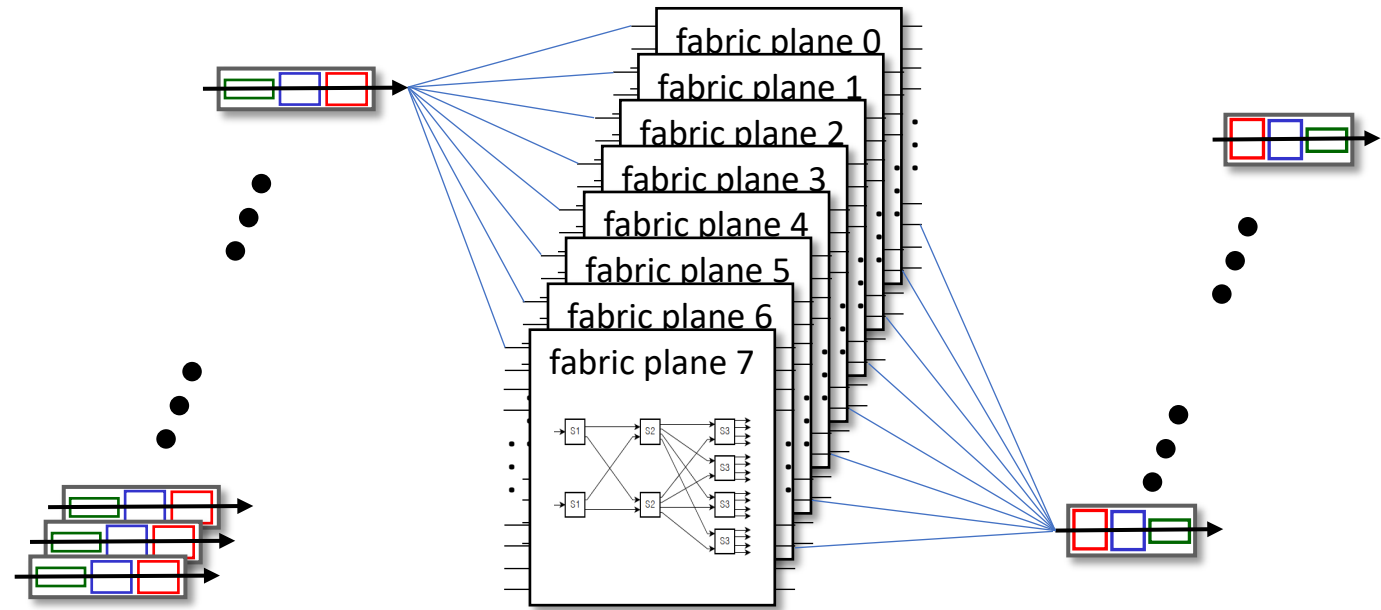 fabric plane 0
fabric plane 1
fabric plane 2
fabric plane 3
fabric plane 4
fabric plane 5
fabric plane 6
fabric plane 7
S1 S2 S3
S3
S1 S2 S3
S3